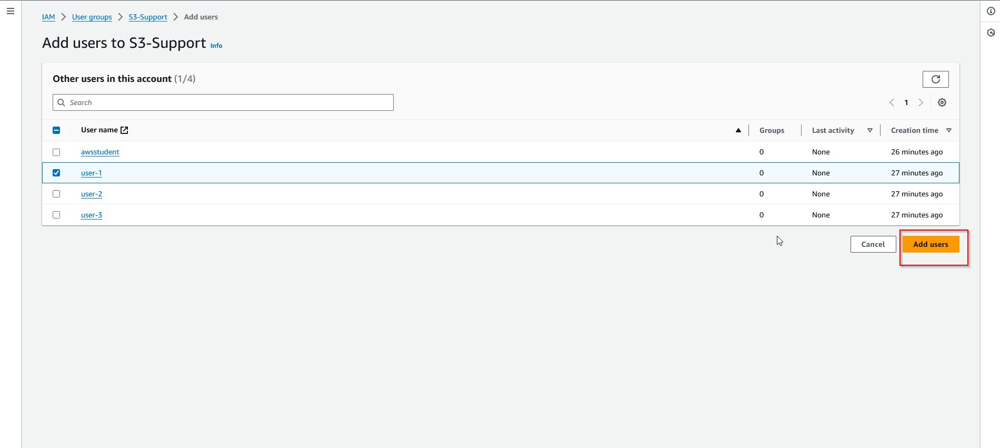 IAM > User groups > S3-Support > Add users
Add users to S3-Support Info
Other users in this account (1/4)
Search
1
User name Groups Last activity Creation time
awsstudent 0 None 26 minutes ago
user-1 0 None 27 minutes ago
user-2 0 None 27 minutes ago
user-3 0 None 27 minutes ago
Cancel Add users